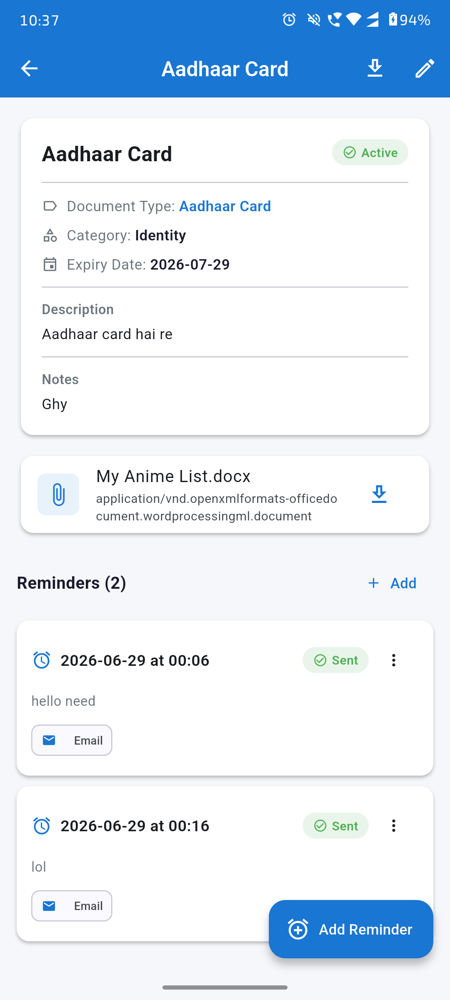 10:37
94%
Aadhaar Card
Aadhaar Card
Active
Document Type: Aadhaar Card
Category: Identity
Expiry Date: 2026-07-29
Description
Aadhaar card hai re
Notes
Ghy
My Anime List.docx
application/vnd.openxmlformats-officedo
cument.wordprocessingml.document
Reminders (2)
Add
2026-06-29 at 00:06
Sent
hello need
Email
2026-06-29 at 00:16
Sent
lol
Email
Add Reminder